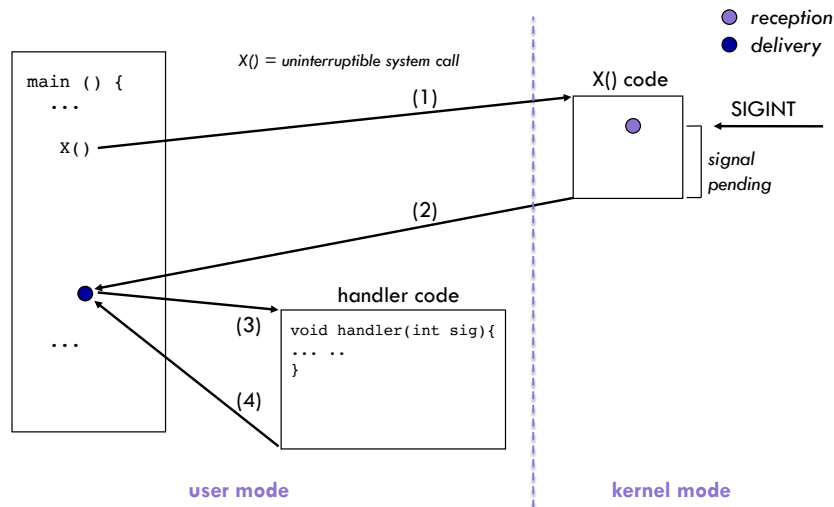 reception
delivery
X() = uninterruptible system call
main () {
...
X()
(1)
X() code
SIGINT
signal
pending
(2)
handler code
(3)
void handler(int sig){
... ..
}
...
(4)
user mode
kernel mode